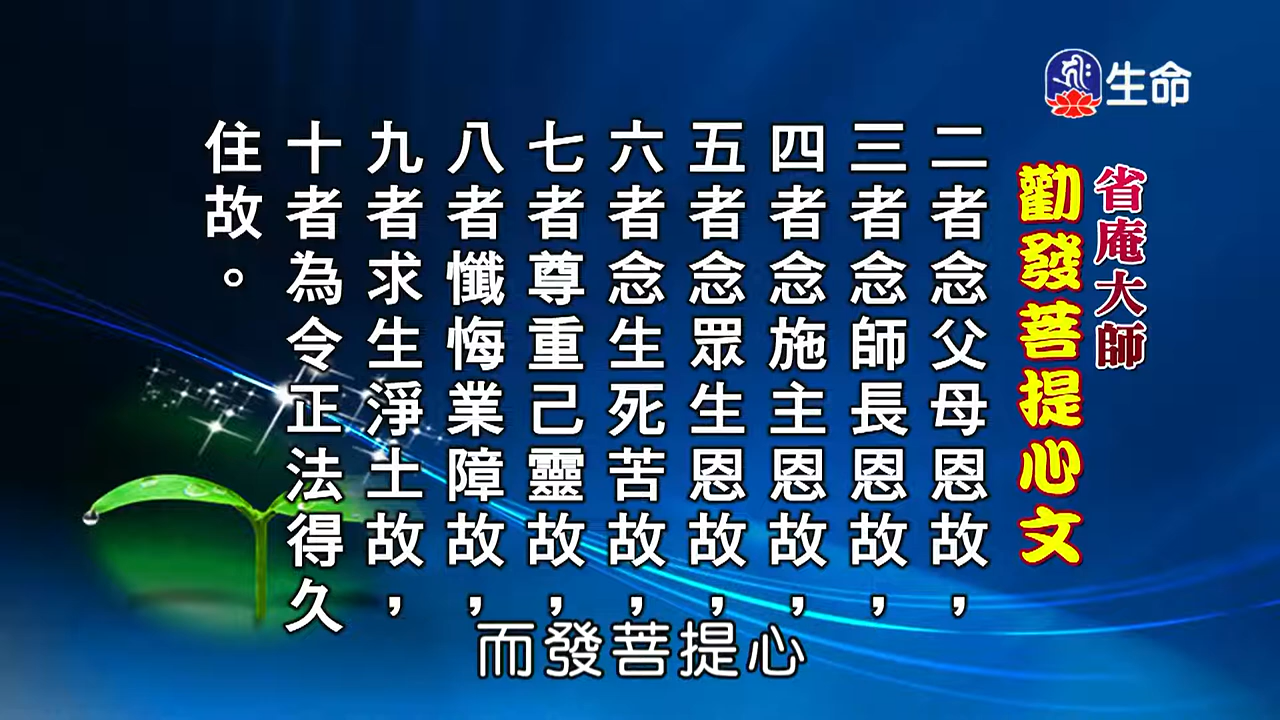 生命
省庵大師
勸發菩提心文
二者念父母恩故，
三者念師長恩故，
四者念施主恩故，
五者念眾生恩故，
六者念生死苦故，
七者尊重己靈故，
八者懺悔業障故，
九者求生淨土故，
十者為令正法得久
住故。
而發菩提心